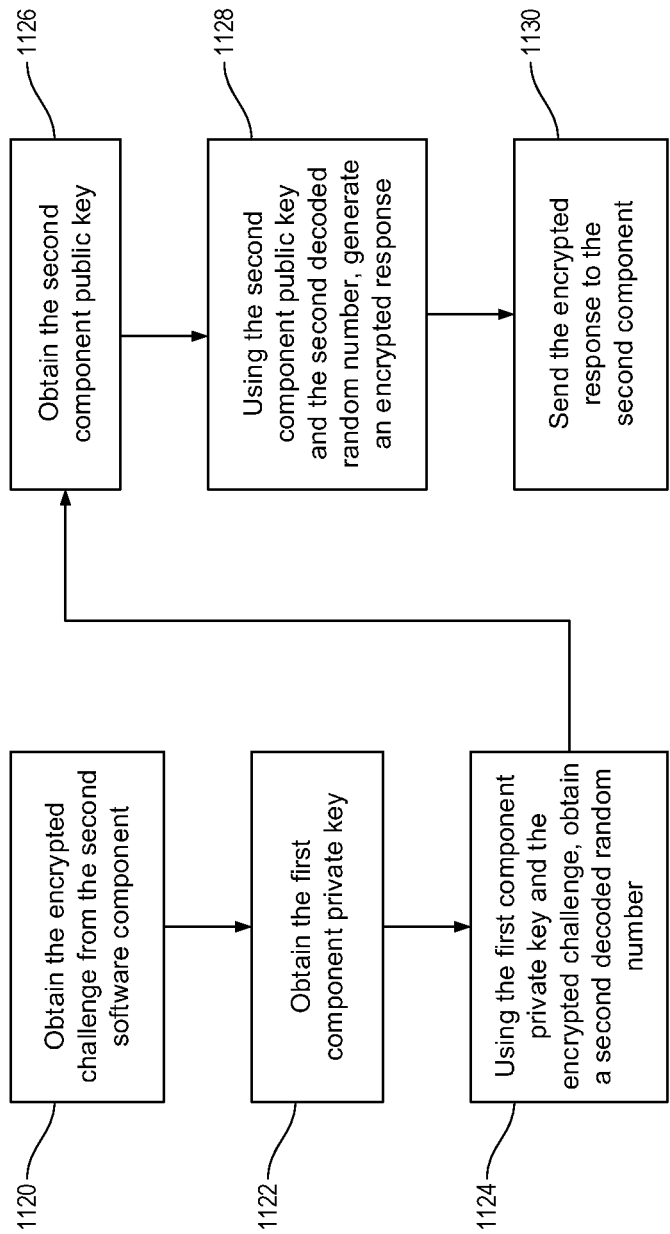 1120
Obtain the encrypted
challenge from the second
software component
1122
Obtain the first
component private key
1124
Using the first component
private key and the
encrypted challenge, obtain
a second decoded random
number
1126
Obtain the second
component public key
1128
Using the second
component public key
and the second decoded
random number, generate
an encrypted response
1130
Send the encrypted
response to the
second component